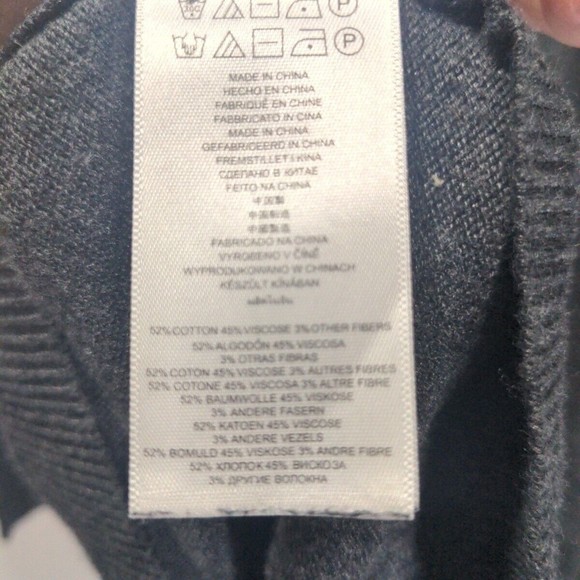 P
P
MADE IN CHINA
HECHO EN CHINA
FABRIQUÉ EN CHINE
FABBRICATO IN CINA
MADE IN CHINA
GEFABRICEERD IN CHINA
FREMSTILLET I KINA
СДЕЛАНО В КИТАЕ
FEITO NA CHINA
中国製
中国制造
中國製造
FABRICADO NA CHINA
VYROBENO V ČÍNĚ
WYPRODUKOWANO W CHINACH
KÉSZÜLT KÍNÁBAN
52% COTTON 45% VISCOSE 3% OTHER FIBERS
52% ALGODÓN 45% VISCOSA
3% OTRAS FIBRAS
52% COTON 45% VISCOSE 3% AUTRES FIBRES
52% COTONE 45% VISCOSA 3% ALTRE FIBRE
52% BAUMWOLLE 45% VISKOSE
3% ANDERE FASERN
52% KATOEN 45% VISCOSE
3% ANDERE VEZELS
52% BOMULD 45% VISKOSE 3% ANDRE FIBRE
52% ХЛОПОК 45% ВИСКОЗА
3% ДРУГИЕ ВОЛОКНА